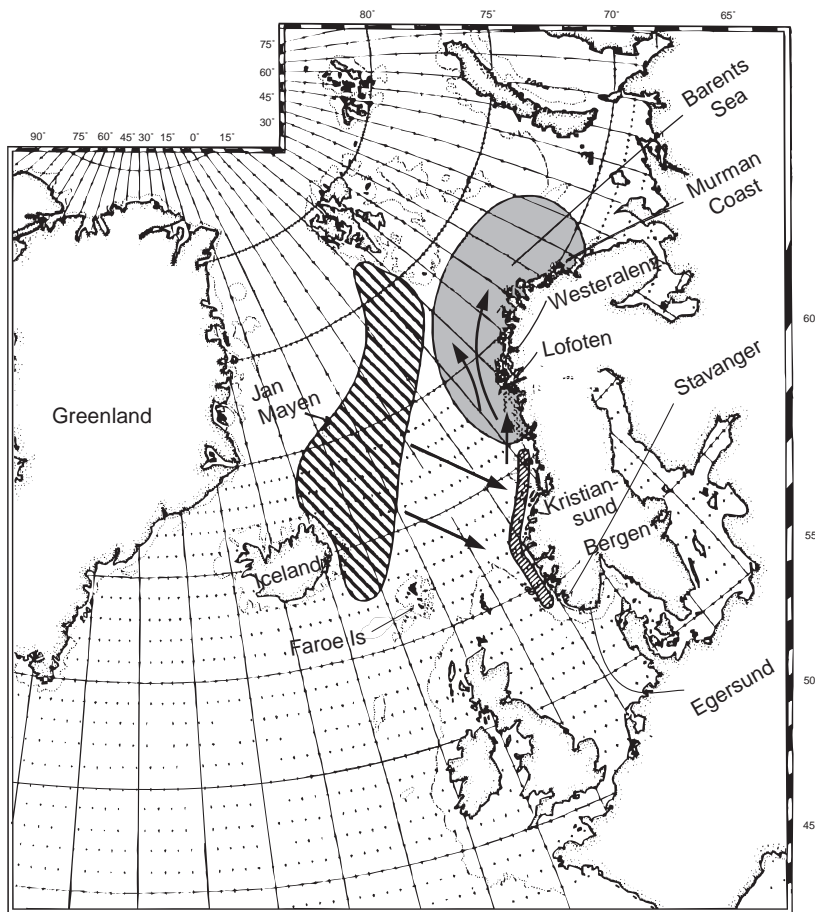 80°
75°
70°
65°
75°
60°
45°
30°
90°
75°
60°
45°
30°
15°
0°
15°
Barents
Sea
Murman
Coast
Westeralenz
60
Lofoten
Stavanger
Jan
Mayen
Greenland
Kristian-
sund
Bergen
55
Iceland
Faroe Is
Egersund
50
45